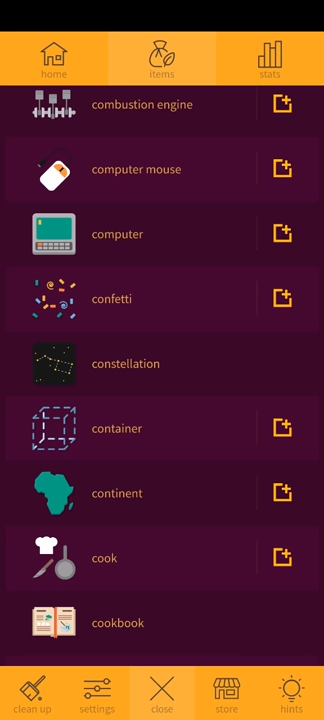 home
items
stats
combustion engine
computer mouse
computer
confetti
constellation
container
continent
cook
cookbook
clean up
settings
close
store
hints